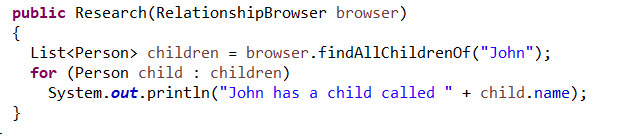 public Research(RelationshipBrowser browser)
{
  List<Person> children = browser.findAllChildrenOf("John");
  for (Person child : children)
    System.out.println("John has a child called " + child.name);
}